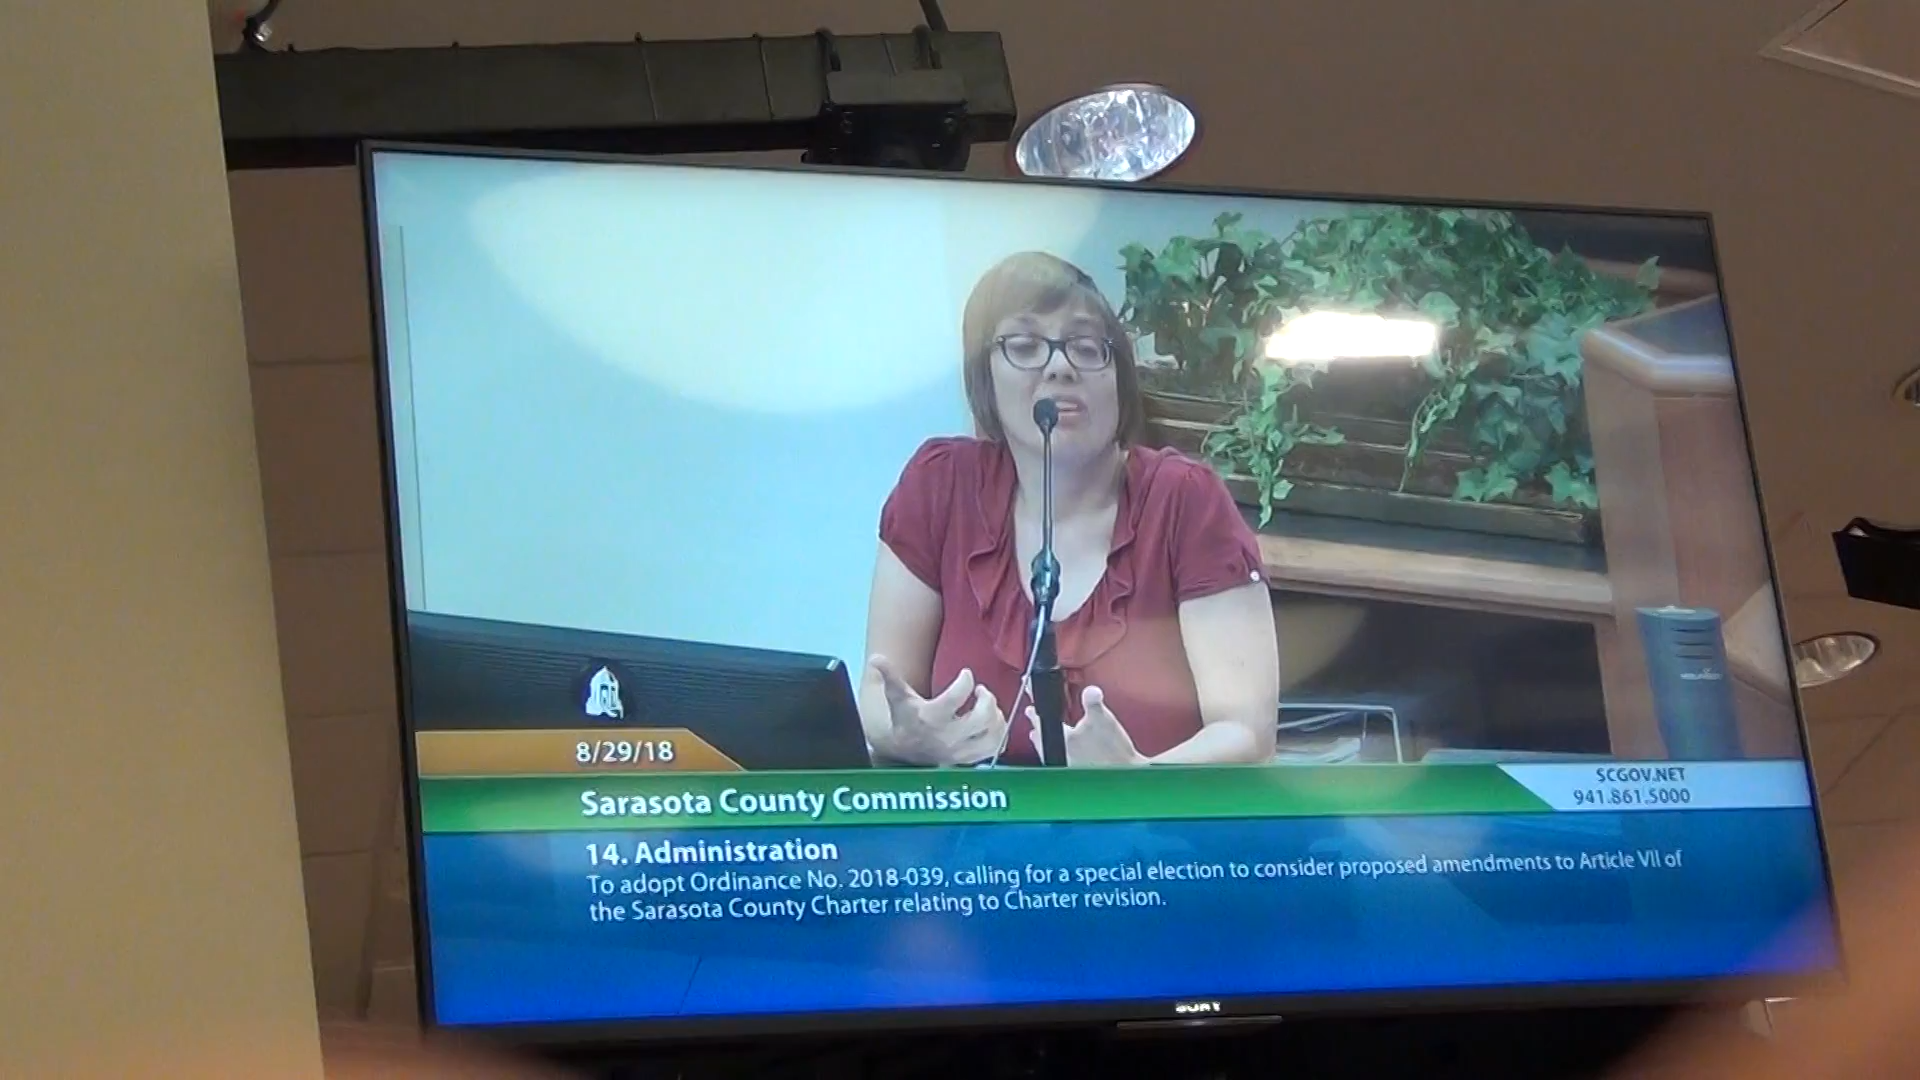 8/29/18
Sarasota County Commission
SCGOV.NET
941.861.5000
14. Administration
To adopt Ordinance No. 2018-039, calling for a special election to consider proposed amendments to Article VII of
the Sarasota County Charter relating to Charter revision.
SONY